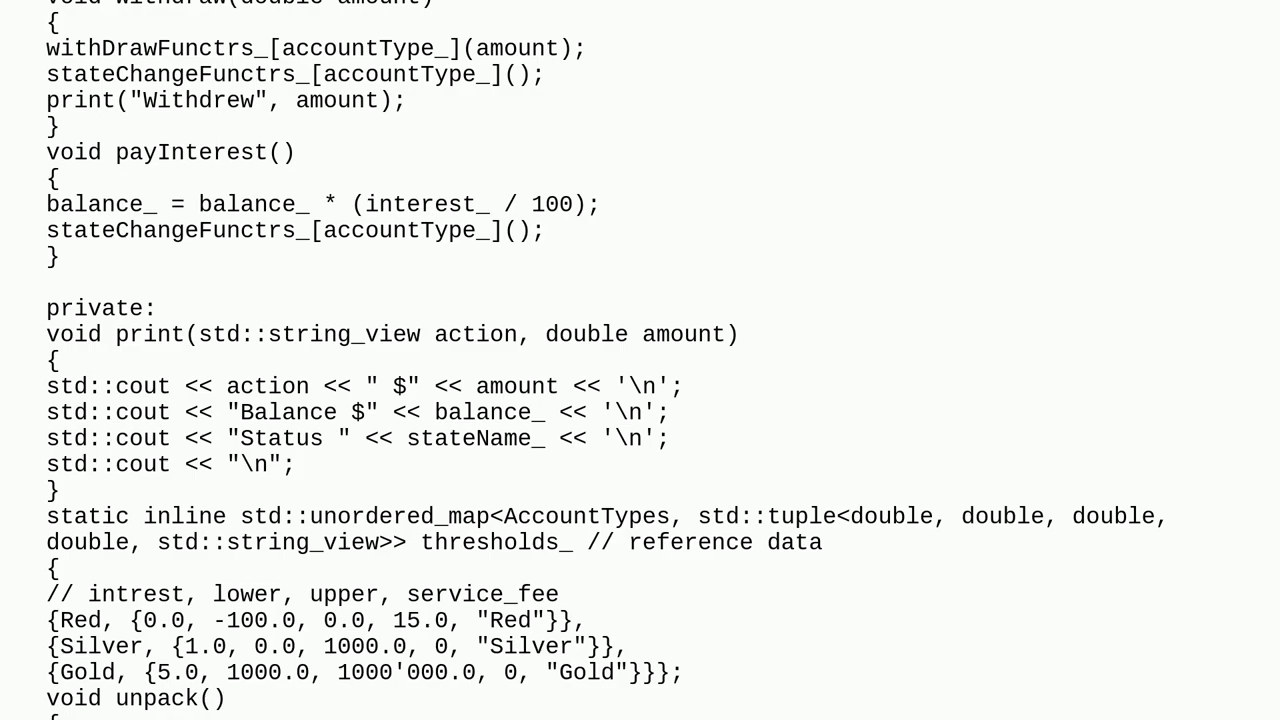 void withdraw(double amount)
{
withDrawFunctrs_[accountType_](amount);
stateChangeFunctrs_[accountType_]();
print("Withdrew", amount);
}
void payInterest()
{
balance_ = balance_ * (interest_ / 100);
stateChangeFunctrs_[accountType_]();
}
private:
void print(std::string_view action, double amount)
{
std::cout << action << " $" << amount << '\n';
std::cout << "Balance $" << balance_ << '\n';
std::cout << "Status " << stateName_ << '\n';
std::cout << "\n";
}
static inline std::unordered_map<AccountTypes, std::tuple<double, double, double,
double, std::string_view>> thresholds_ // reference data
{
// intrest, lower, upper, service_fee
{Red, {0.0, -100.0, 0.0, 15.0, "Red"}},
{Silver, {1.0, 0.0, 1000.0, 0, "Silver"}},
{Gold, {5.0, 1000.0, 1000'000.0, 0, "Gold"}}};
void unpack()
{